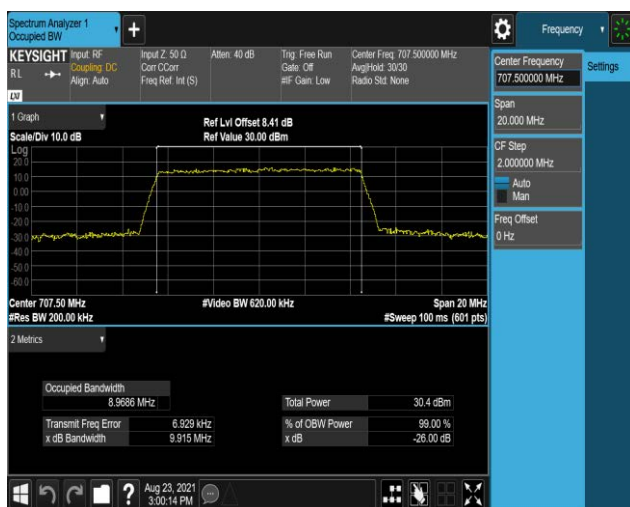 Spectrum Analyzer 1
Occupied BW
+
Frequency
KEYSIGHT
RL
LXI
Input: RF
Coupling: DC
Align: Auto
Input Z: 50 Ω
Corr CCorr
Freq Ref: Int (S)
Atten: 40 dB
Trig: Free Run
Gate: Off
#IF Gain: Low
Center Freq: 707.500000 MHz
Avg|Hold: 30/30
Radio Std: None
Center Frequency
707.500000 MHz
Settings
Span
20.000 MHz
CF Step
2.000000 MHz
Auto
Man
Freq Offset
0 Hz
1 Graph
Scale/Div 10.0 dB
Ref Lvl Offset 8.41 dB
Ref Value 30.00 dBm
Log
20.0
10.0
0.00
-10.0
-20.0
-30.0
-40.0
-50.0
-60.0
Center 707.50 MHz
#Video BW 620.00 kHz
Span 20 MHz
#Res BW 200.00 kHz
#Sweep 100 ms (601 pts)
2 Metrics
Occupied Bandwidth
8.9686 MHz
Total Power 30.4 dBm
Transmit Freq Error 6.929 kHz
% of OBW Power 99.00 %
x dB Bandwidth 9.915 MHz
x dB -26.00 dB
?
Aug 23, 2021
3:00:14 PM